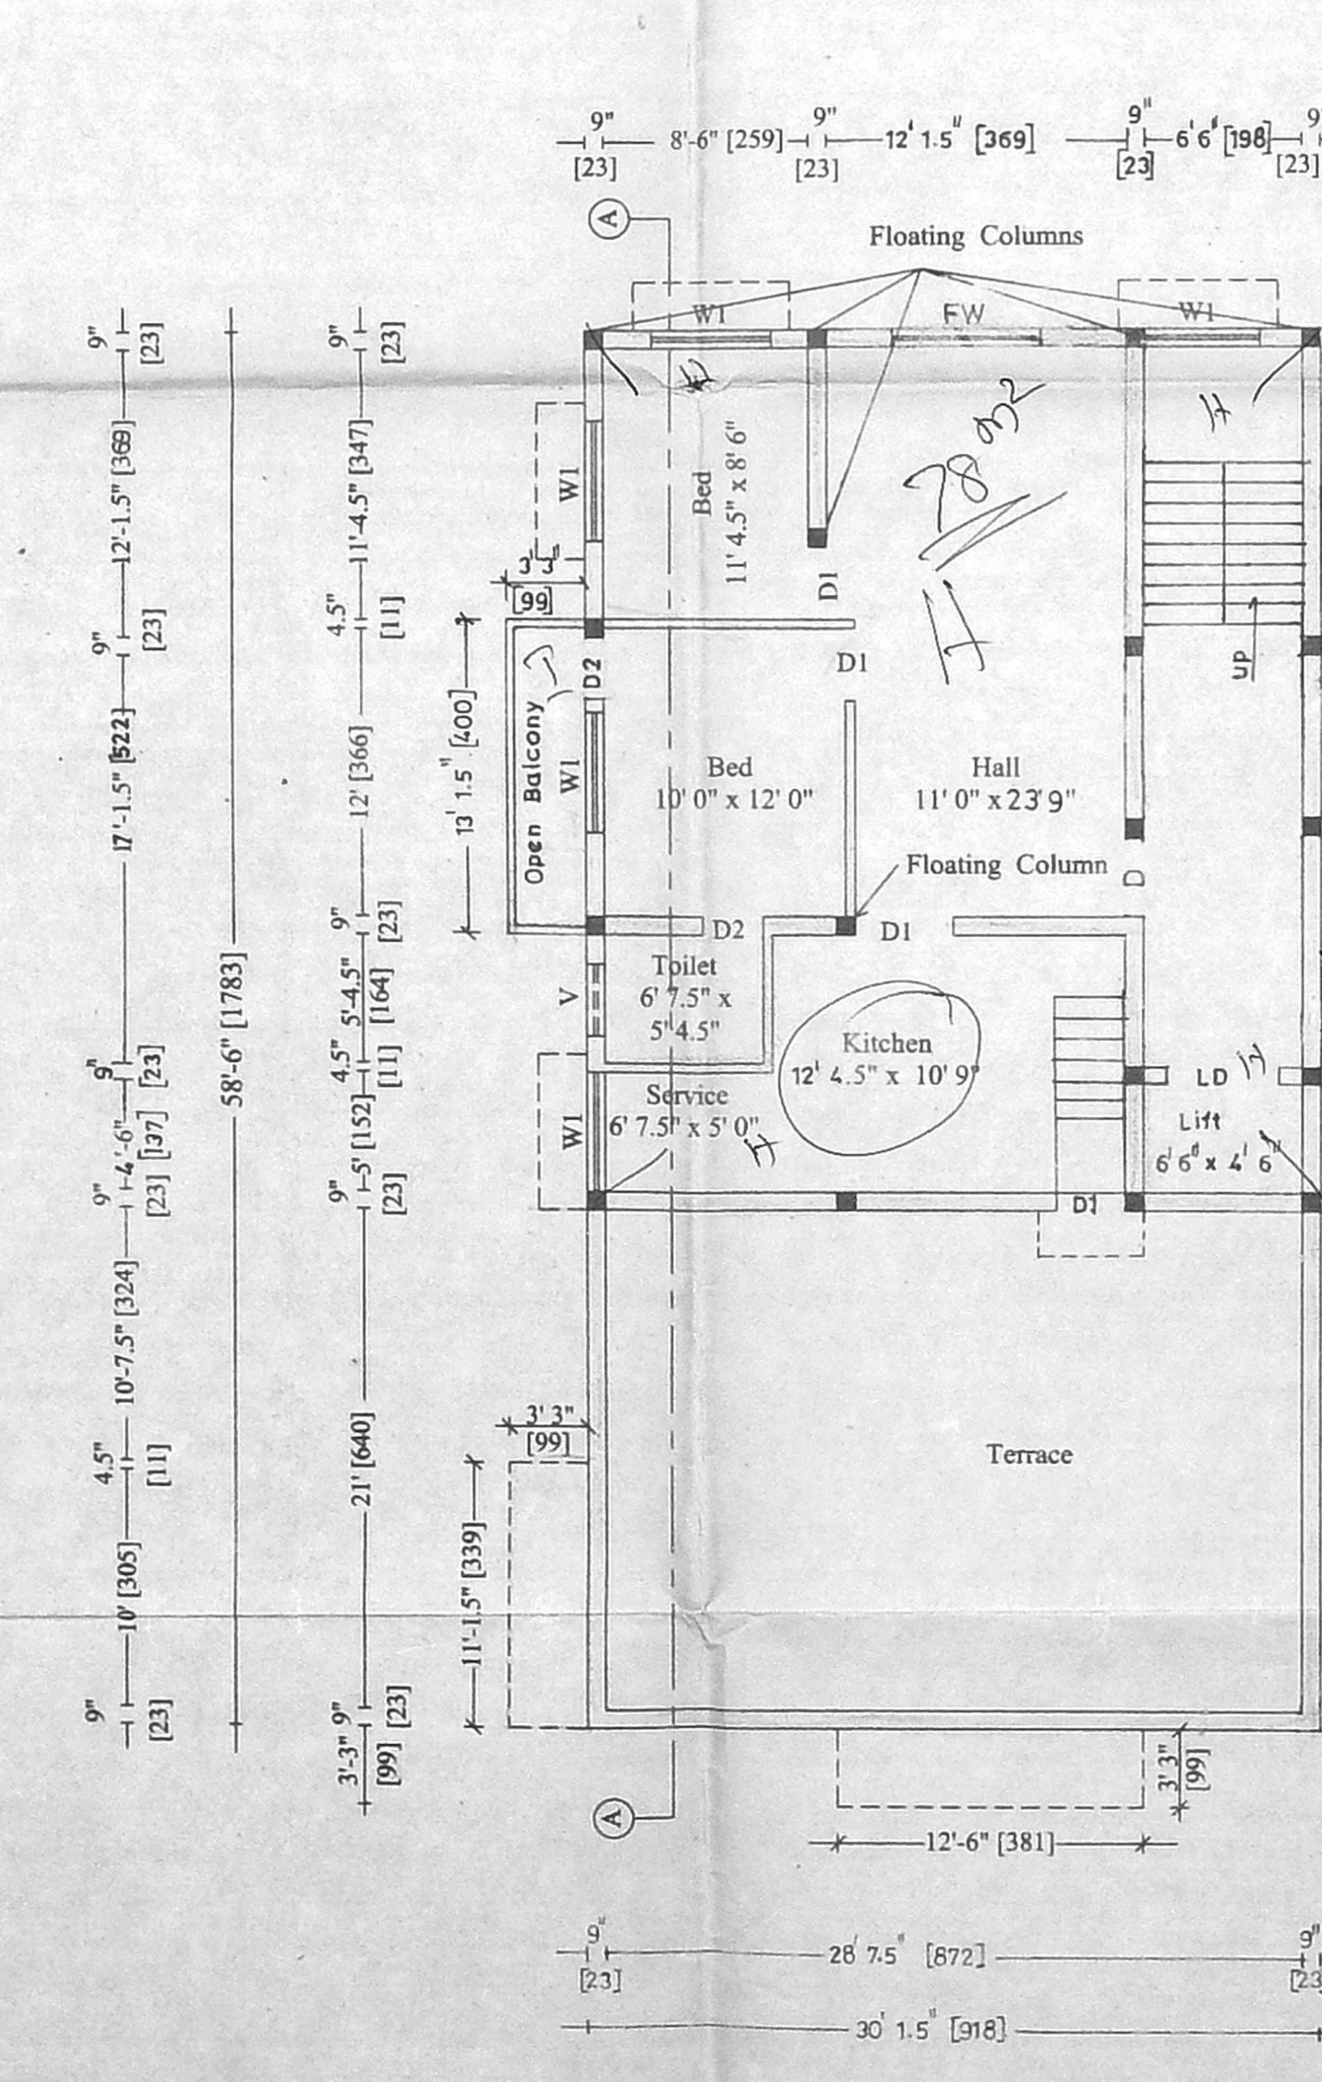 9" 8'-6" [259] 9" 12' 1.5" [369] 9" 6' 6" [198] 9"
[23] [23] [23] [23]
A
Floating Columns
W1 FW W1
9"
[23]
12'-1.5" [369]
9"
[23]
17'-1.5" [522]
9"
[23]
4'-6"
[137]
9"
[23]
10'-7.5" [324]
4.5"
[11]
10' [305]
9"
[23]
58'-6" [1783]
9"
[23]
11'-4.5" [347]
4.5"
[11]
12' [366]
9"
[23]
5'-4.5"
[164]
4.5"
[11]
5' [152]
9"
[23]
21' [640]
9"
[23]
3'-3"
[99]
W1
Bed
11' 4.5" x 8' 6"
78 m2
3' 3"
[99]
D1
13' 1.5" [400]
Open Balcony
D2
D1
UP
W1
Bed
10' 0" x 12' 0"
Hall
11' 0" x 23' 9"
Floating Column
D
D2
D1
V
Toilet
6' 7.5" x
5' 4.5"
Kitchen
12' 4.5" x 10' 9"
W1
Service
6' 7.5" x 5' 0"
LD
Lift
6' 6" x 4' 6"
D1
3' 3"
[99]
11'-1.5" [339]
Terrace
3' 3"
[99]
A
12'-6" [381]
9" 28' 7.5" [872] 9"
[23] [23
30' 1.5" [918]